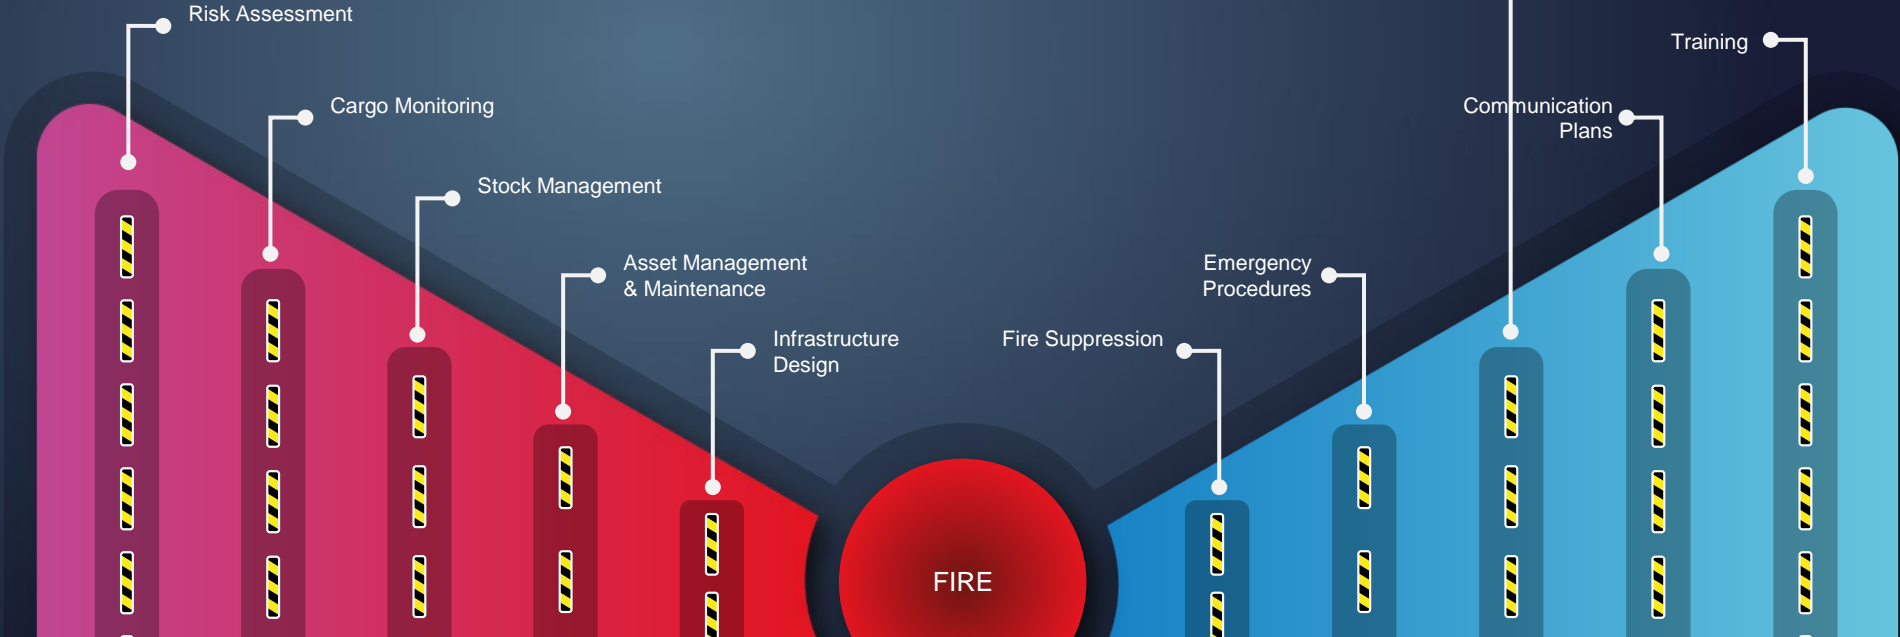 Risk Assessment
Training
Cargo Monitoring
Communication
Plans
Stock Management
Asset Management
& Maintenance
Emergency
Procedures
Infrastructure
Design
Fire Suppression
FIRE